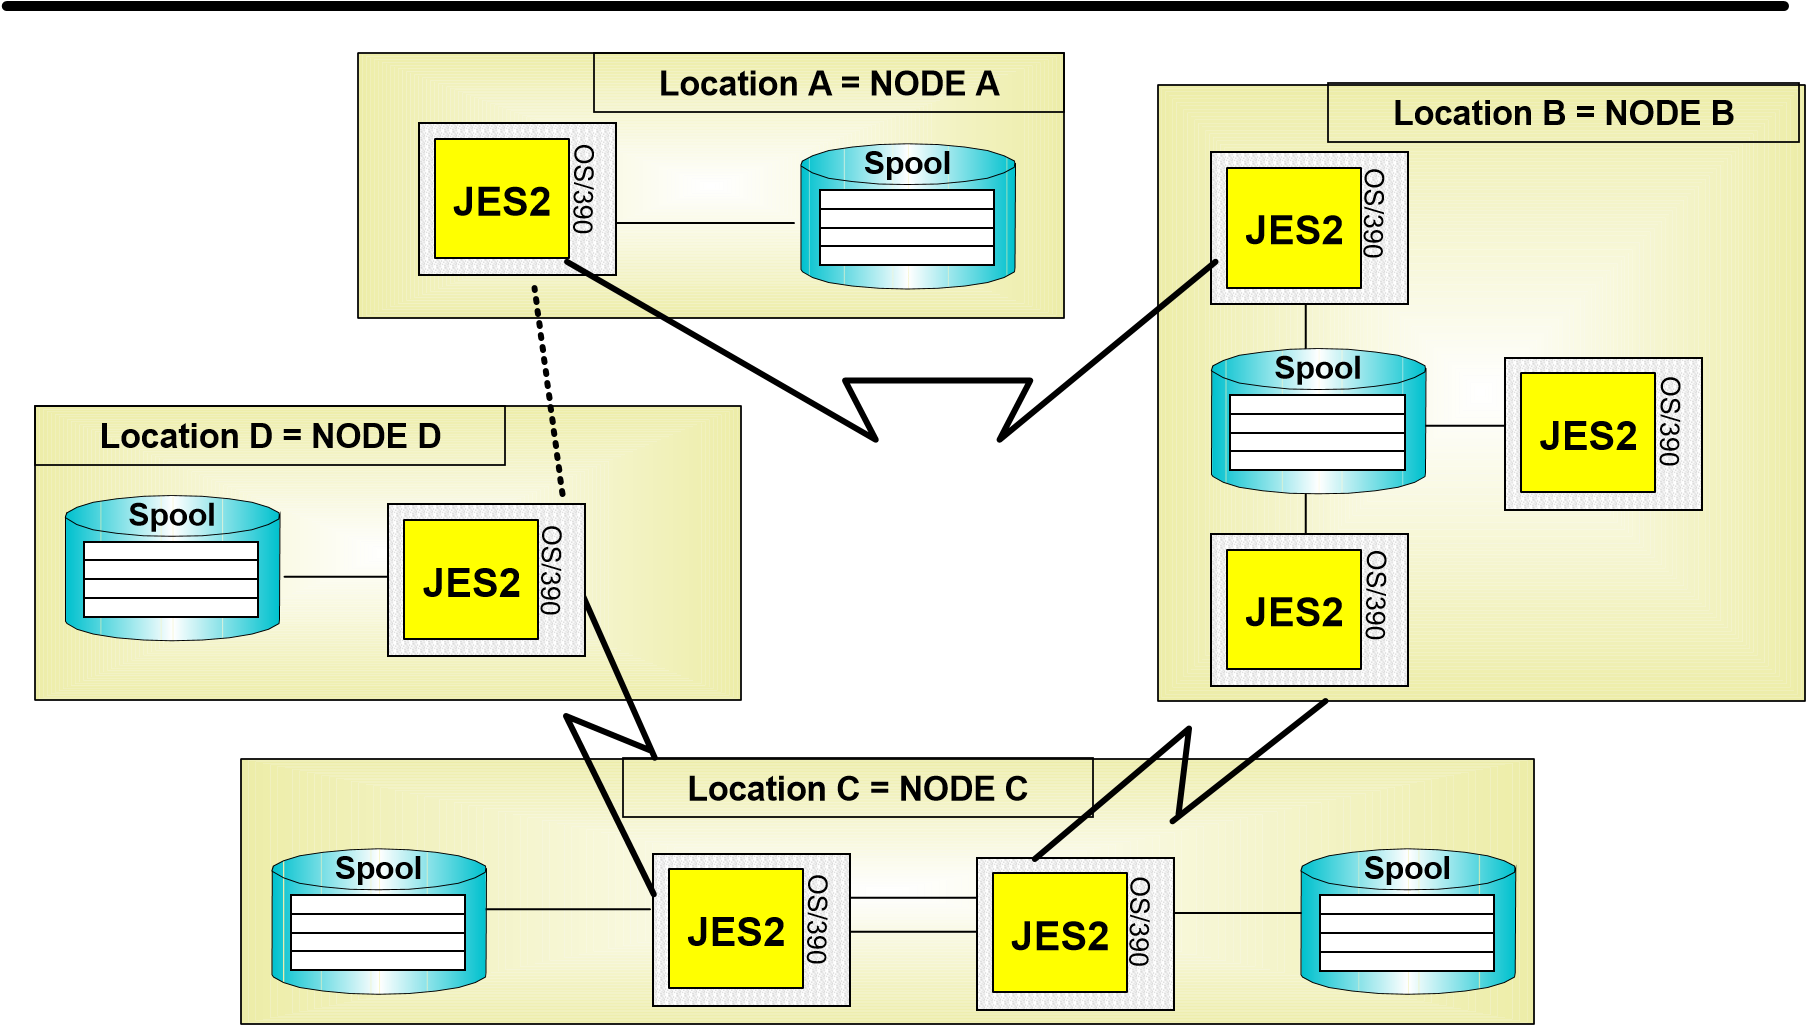 Location A = NODE A
JES2
OS/390
Spool
Location B = NODE B
JES2
OS/390
Spool
JES2
OS/390
JES2
OS/390
Location D = NODE D
Spool
JES2
OS/390
Location C = NODE C
Spool
JES2
OS/390
JES2
OS/390
Spool